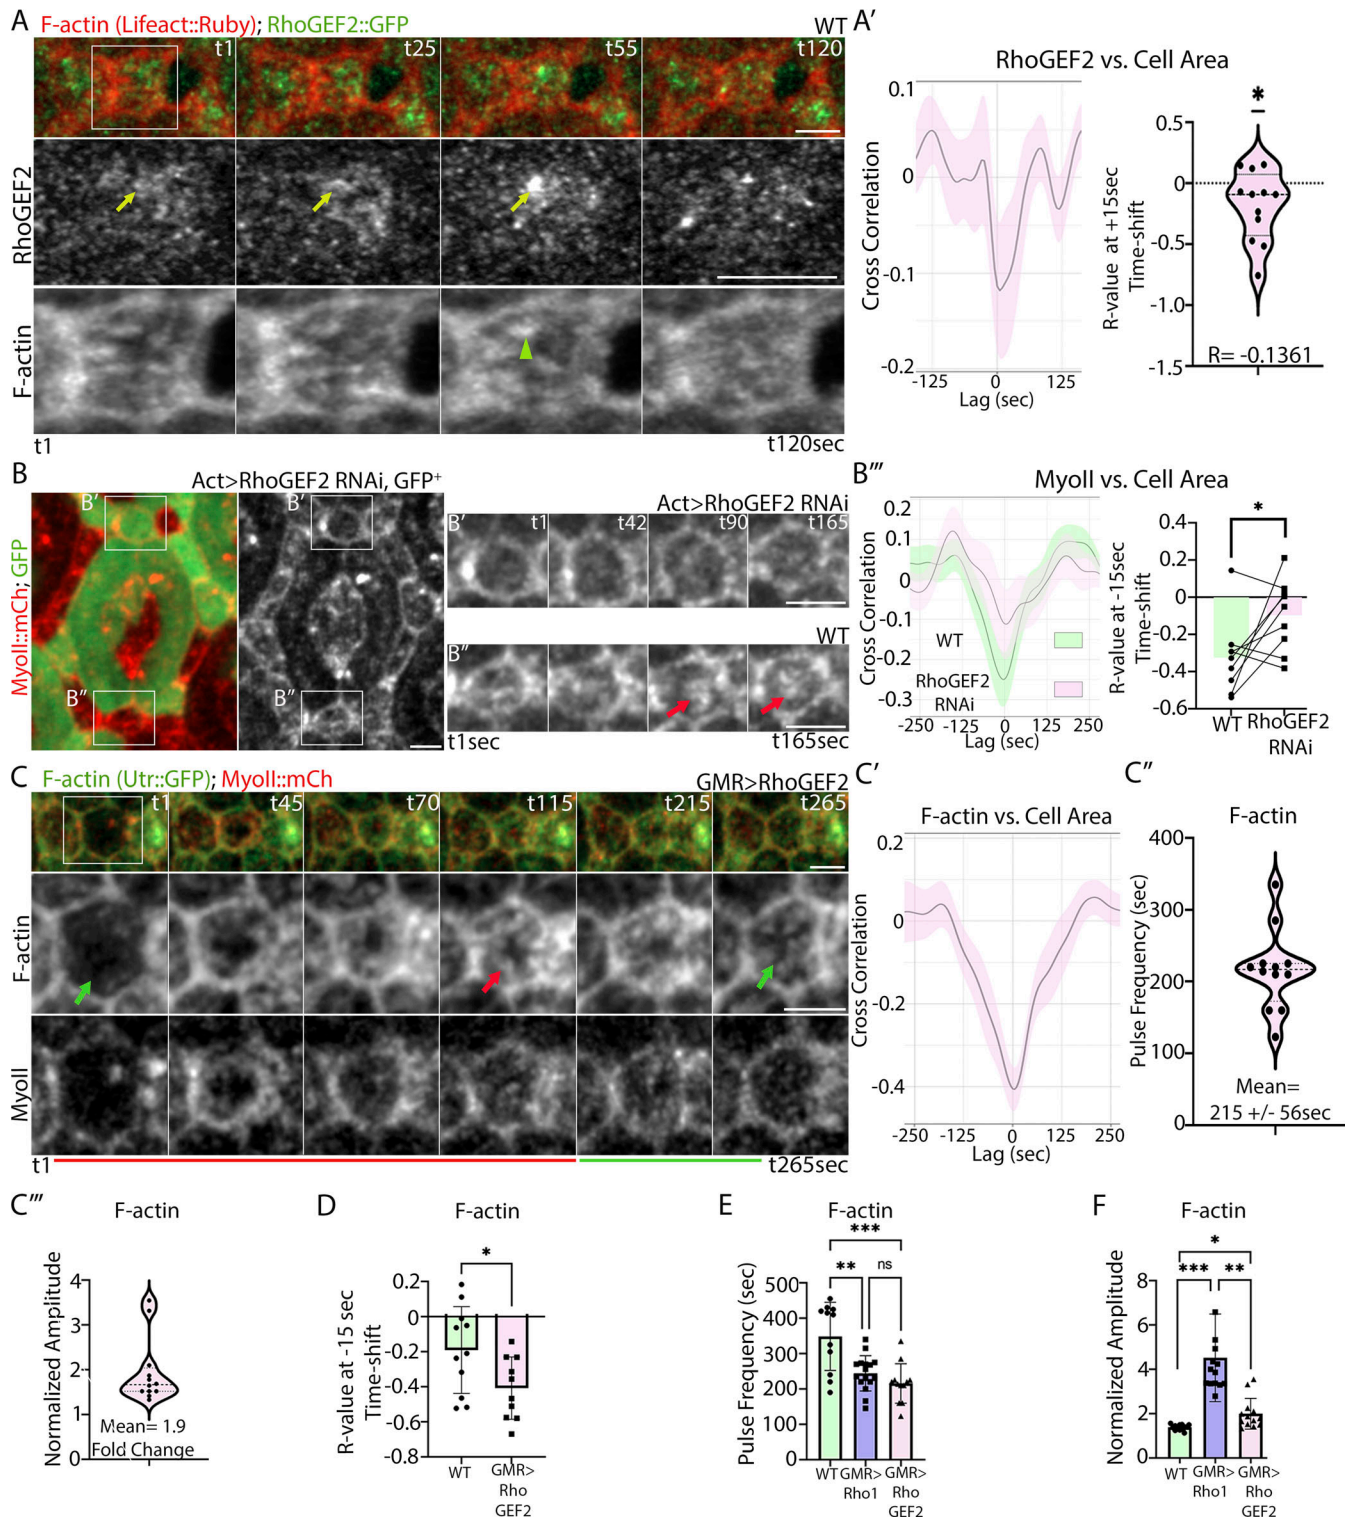 A
F-actin (Lifeact::Ruby); RhoGEF2::GFP
WT
t1
t25
t55
t120
RhoGEF2
F-actin
t1
t120sec
A'
RhoGEF2 vs. Cell Area
Cross Correlation
0.1
0
-0.1
-0.2
-125
0
125
Lag (sec)
R-value at +15sec
Time-shift
*
0.5
0
-0.5
-1.0
-1.5
R= -0.1361
B
Act>RhoGEF2 RNAi, GFP+
MyoII::mCh; GFP
B'
B''
B'
B''
Act>RhoGEF2 RNAi
B'
t1
t42
t90
t165
WT
B''
t1sec
t165sec
B'''
MyoII vs. Cell Area
Cross Correlation
0.2
0.1
0
-0.1
-0.2
-0.3
WT
RhoGEF2
RNAi
-250
-125
0
125
250
Lag (sec)
R-value at -15sec
Time-shift
*
0.4
0.2
0
-0.2
-0.4
-0.6
WT
RhoGEF2
RNAi
C
F-actin (Utr::GFP); MyoII::mCh
GMR>RhoGEF2
t1
t45
t70
t115
t215
t265
F-actin
MyoII
t1
t265sec
C'
F-actin vs. Cell Area
Cross Correlation
0.2
0
-0.2
-0.4
-250
-125
0
125
250
Lag (sec)
C''
F-actin
Pulse Frequency (sec)
400
300
200
100
0
Mean=
215 +/- 56sec
C'''
F-actin
Normalized Amplitude
4
3
2
1
0
Mean= 1.9
Fold Change
D
F-actin
R-value at -15 sec
Time-shift
*
0.2
0
-0.2
-0.4
-0.6
-0.8
WT
GMR>
Rho
GEF2
E
F-actin
Pulse Frequency (sec)
***
**
ns
500
400
300
200
100
0
WT
GMR>
Rho1
GMR>
Rho
GEF2
F
F-actin
Normalized Amplitude
*
***
**
8
6
4
2
0
WT
GMR>
Rho1
GMR>
Rho
GEF2